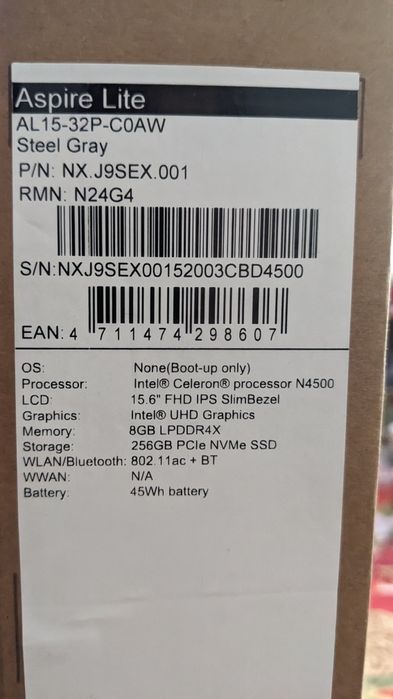 Aspire Lite
AL15-32P-C0AW
Steel Gray
P/N: NX.J9SEX.001
RMN: N24G4
S/N:NXJ9SEX00152003CBD4500
EAN: 4 711474 298607
OS: None(Boot-up only)
Processor: Intel® Celeron® processor N4500
LCD: 15.6" FHD IPS SlimBezel
Graphics: Intel® UHD Graphics
Memory: 8GB LPDDR4X
Storage: 256GB PCIe NVMe SSD
WLAN/Bluetooth: 802.11ac + BT
WWAN: N/A
Battery: 45Wh battery